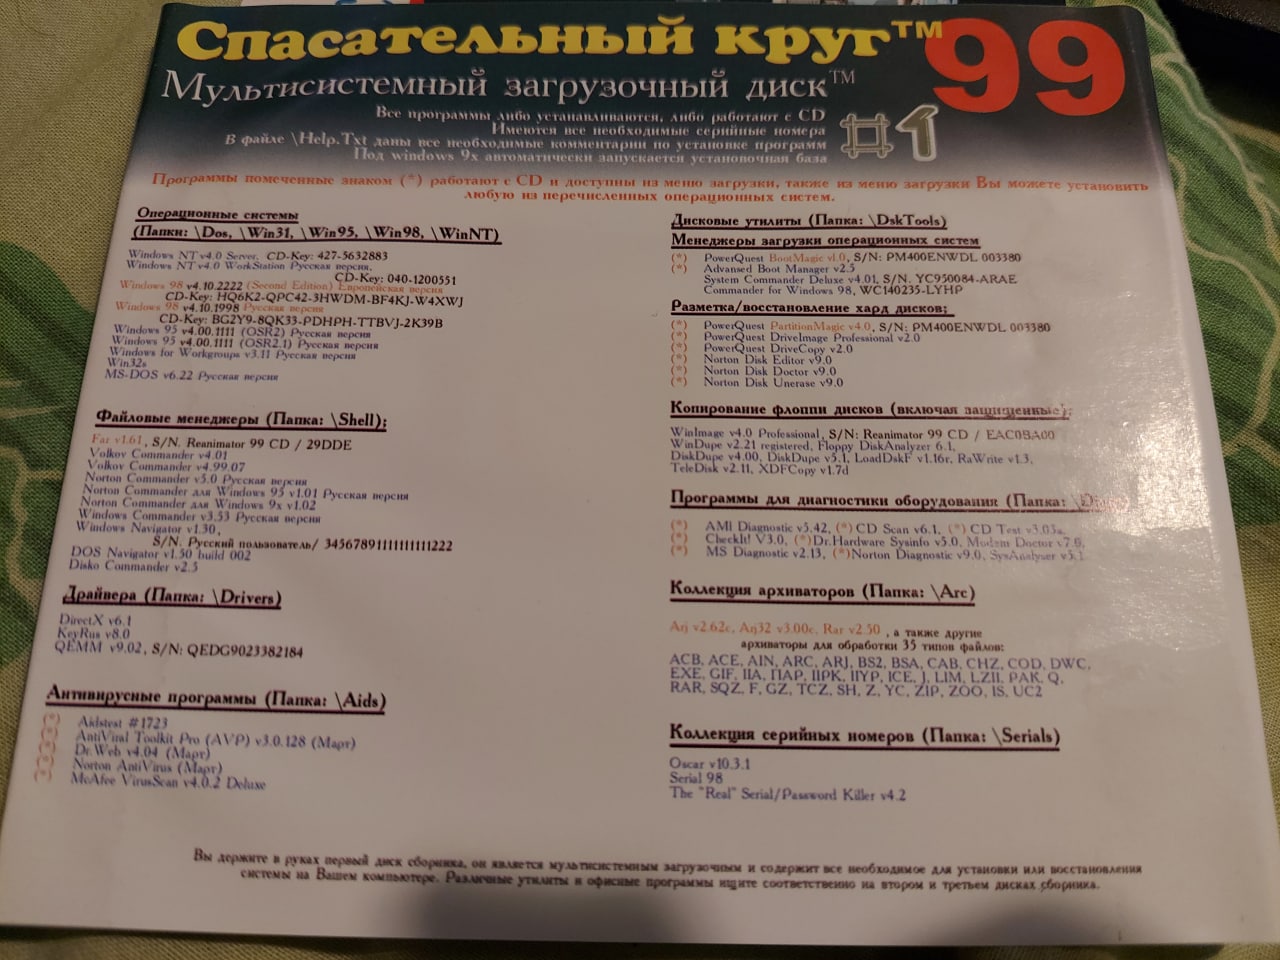 Спасательный круг™ 99
Мультисистемный загрузочный диск™
Все программы либо устанавливаются, либо работают с CD
Имеются все необходимые серийные номера
В файле \Help.Txt даны все необходимые комментарии по установке программ
Под windows 9x автоматически запускается установочная база
#1
Программы помеченные знаком (*) работают с CD и доступны из меню загрузки, также из меню загрузки Вы можете установить
любую из перечисленных операционных систем.
Операционные системы
(Папки: \Dos, \Win31, \Win95, \Win98, \WinNT)
Windows NT v4.0 Server, CD-Key: 427-5632883
Windows NT v4.0 WorkStation Русская версия,
CD-Key: 040-1200551
Windows 98 v4.10.2222 (Second Edition) Европейская версия
CD-Key: HQ6K2-QPC42-3HWDM-BF4KJ-W4XWJ
Windows 98 v4.10.1998 Русская версия
CD-Key: BG2Y9-8QK33-PDHPH-TTBVJ-2K39B
Windows 95 v4.00.1111 (OSR2) Русская версия
Windows 95 v4.00.1111 (OSR2.1) Русская версия
Windows for Workgroups v3.11 Русская версия
Win32s
MS-DOS v6.22 Русская версия
Файловые менеджеры (Папка: \Shell);
Far v1.61, S/N. Reanimator 99 CD / 29DDE
Volkov Commander v4.01
Volkov Commander v4.99.07
Norton Commander v5.0 Русская версия
Norton Commander для Windows 95 v1.01 Русская версия
Norton Commander для Windows 9x v1.02
Windows Commander v3.53 Русская версия
Windows Navigator v1.30,
S/N. Русский пользователь/ 34567891111111111222
DOS Navigator v1.50 build 002
Disko Commander v2.5
Драйвера (Папка: \Drivers)
DirectX v6.1
KeyRus v8.0
QEMM v9.02, S/N: QEDG9023382184
Антивирусные программы (Папка: \Aids)
Aidstest #1723
AntiViral Toolkit Pro (AVP) v3.0.128 (Март)
Dr.Web v4.04 (Март)
Norton AntiVirus (Март)
McAfee VirusScan v4.0.2 Deluxe
Дисковые утилиты (Папка: \DskTools)
Менеджеры загрузки операционных систем
(*) PowerQuest BootMagic v1.0, S/N: PM400ENWDL 003380
(*) Advansed Boot Manager v2.5
System Commander Deluxe v4.01, S/N. YC950084-ARAE
Commander for Windows 98, WC140235-LYHP
Разметка/восстановление хард дисков;
(*) PowerQuest PartitionMagic v4.0, S/N: PM400ENWDL 003380
(*) PowerQuest DriveImage Professional v2.0
(*) PowerQuest DriveCopy v2.0
(*) Norton Disk Editor v9.0
(*) Norton Disk Doctor v9.0
(*) Norton Disk Unerase v9.0
Копирование флоппи дисков (включая защищенные);
WinImage v4.0 Professional, S/N: Reanimator 99 CD / EAC0BA00
WinDupe v2.21 registered, Floppy DiskAnalyzer 6.1,
DiskDupe v4.00, DiskDupe v5.1, LoadDskF v1.16r, RaWrite v1.3,
TeleDisk v2.11, XDFCopy v1.7d
Программы для диагностики оборудования (Папка:
(*) AMI Diagnostic v5.42, (*) CD Scan v6.1, (*) CD Test v3.03a,
(*) CheckIt! V3.0, (*)Dr.Hardware Sysinfo v5.0, Modem Doctor v7.0,
(*) MS Diagnostic v2.13, (*)Norton Diagnostic v9.0, SysAnalyser v3.1
Коллекция архиваторов (Папка: \Arc)
Arj v2.62c, Arj32 v3.00c, Rar v2.50 , а также другие
архиваторы для обработки 35 типов файлов:
ACB, ACE, AIN, ARC, ARJ, BS2, BSA, CAB, CHZ, COD, DWC,
EXE, GIF, HA, ПАР, HPK, HYP, ICE, J, LIM, LZH, PAK, Q,
RAR, SQZ, F, GZ, TCZ, SH, Z, YC, ZIP, ZOO, IS, UC2
Коллекция серийных номеров (Папка: \Serials)
Oscar v10.3.1
Serial 98
The "Real" Serial/Password Killer v4.2
Вы держите в руках первый диск сборника, он является мультисистемным загрузочным и содержит все необходимое для установки или восстановления
системы на Вашем компьютере. Различные утилиты и офисные программы ищите соответственно на втором и третьем дисках сборника.